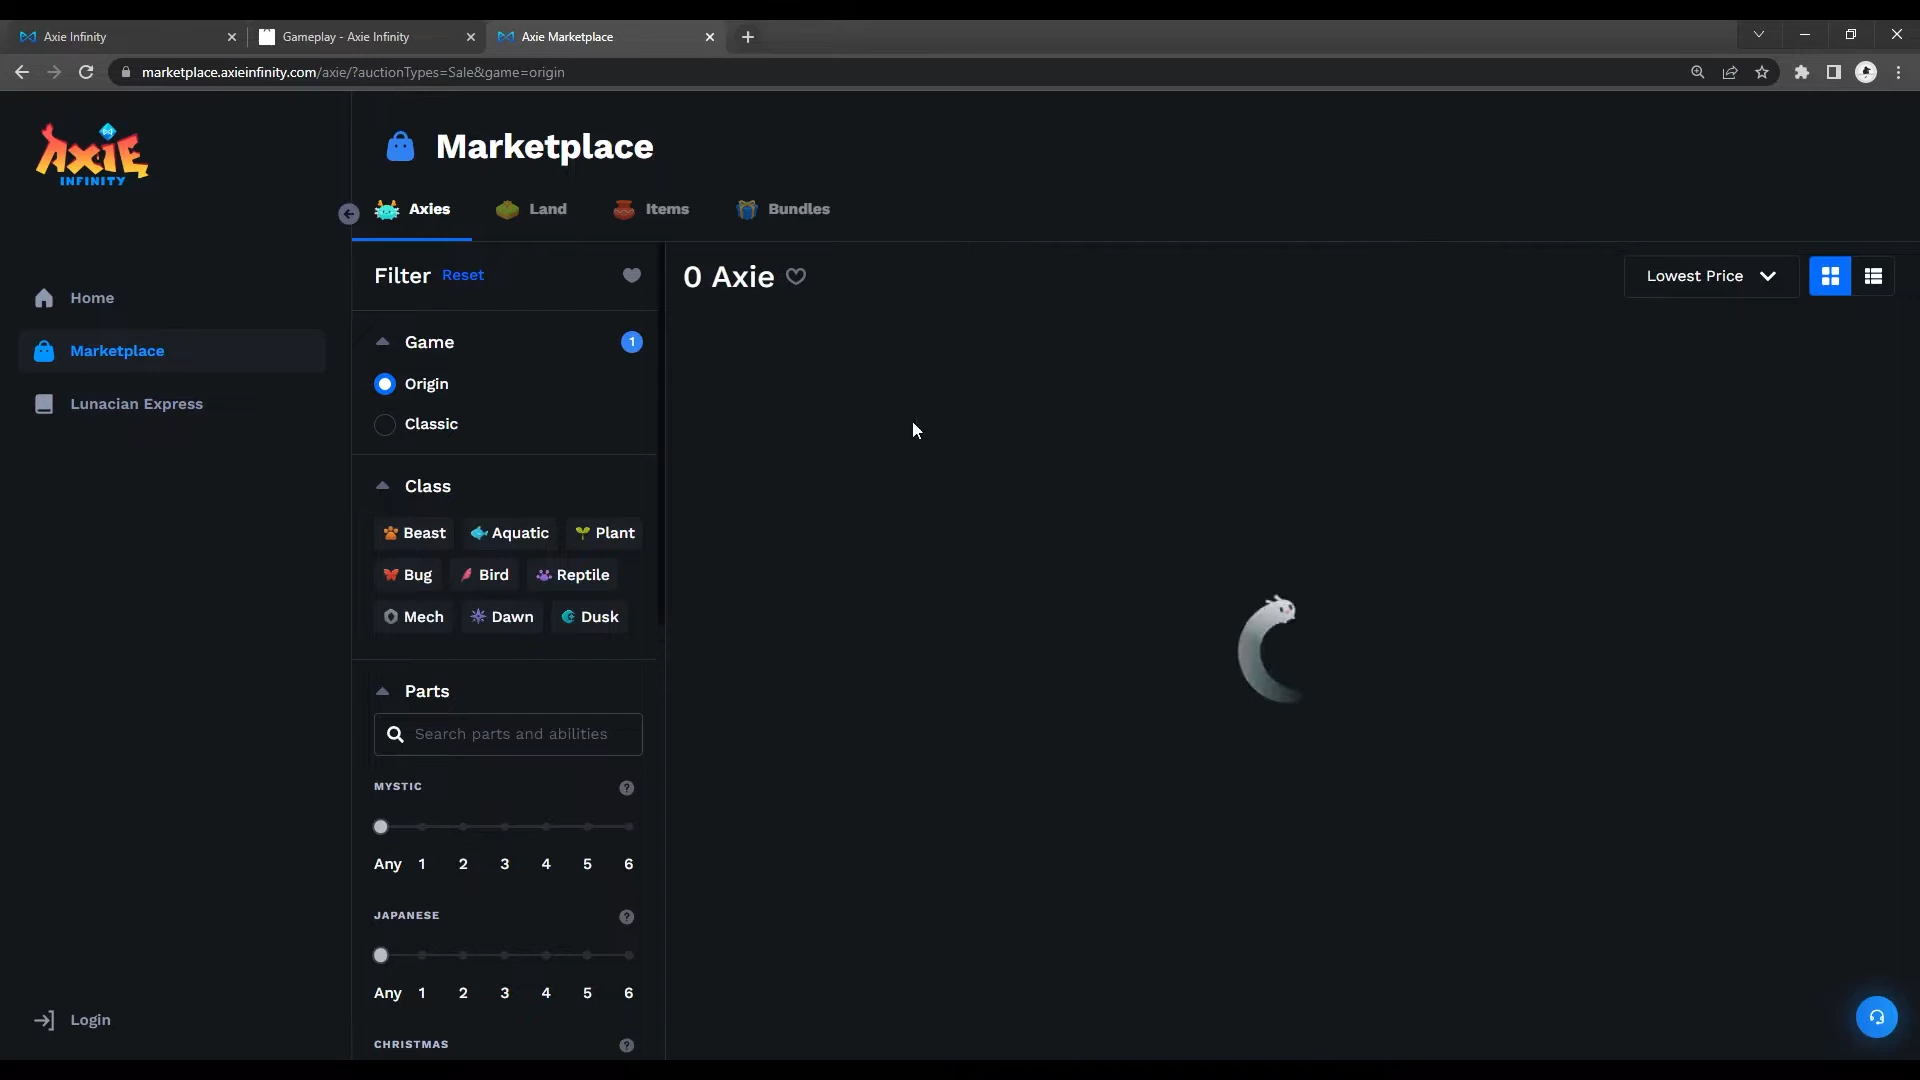 Axie Infinity
Gameplay - Axie Infinity
Axie Marketplace
marketplace.axieinfinity.com/axie/?auctionTypes=Sale&game=origin
AXIE
INFINITY
Home
Marketplace
Lunacian Express
Login
Marketplace
Axies
Land
Items
Bundles
Filter Reset
Game 1
Origin
Classic
Class
Beast Aquatic Plant
Bug Bird Reptile
Mech Dawn Dusk
Parts
Search parts and abilities
MYSTIC ?
Any 1 2 3 4 5 6
JAPANESE ?
Any 1 2 3 4 5 6
CHRISTMAS ?
0 Axie
Lowest Price